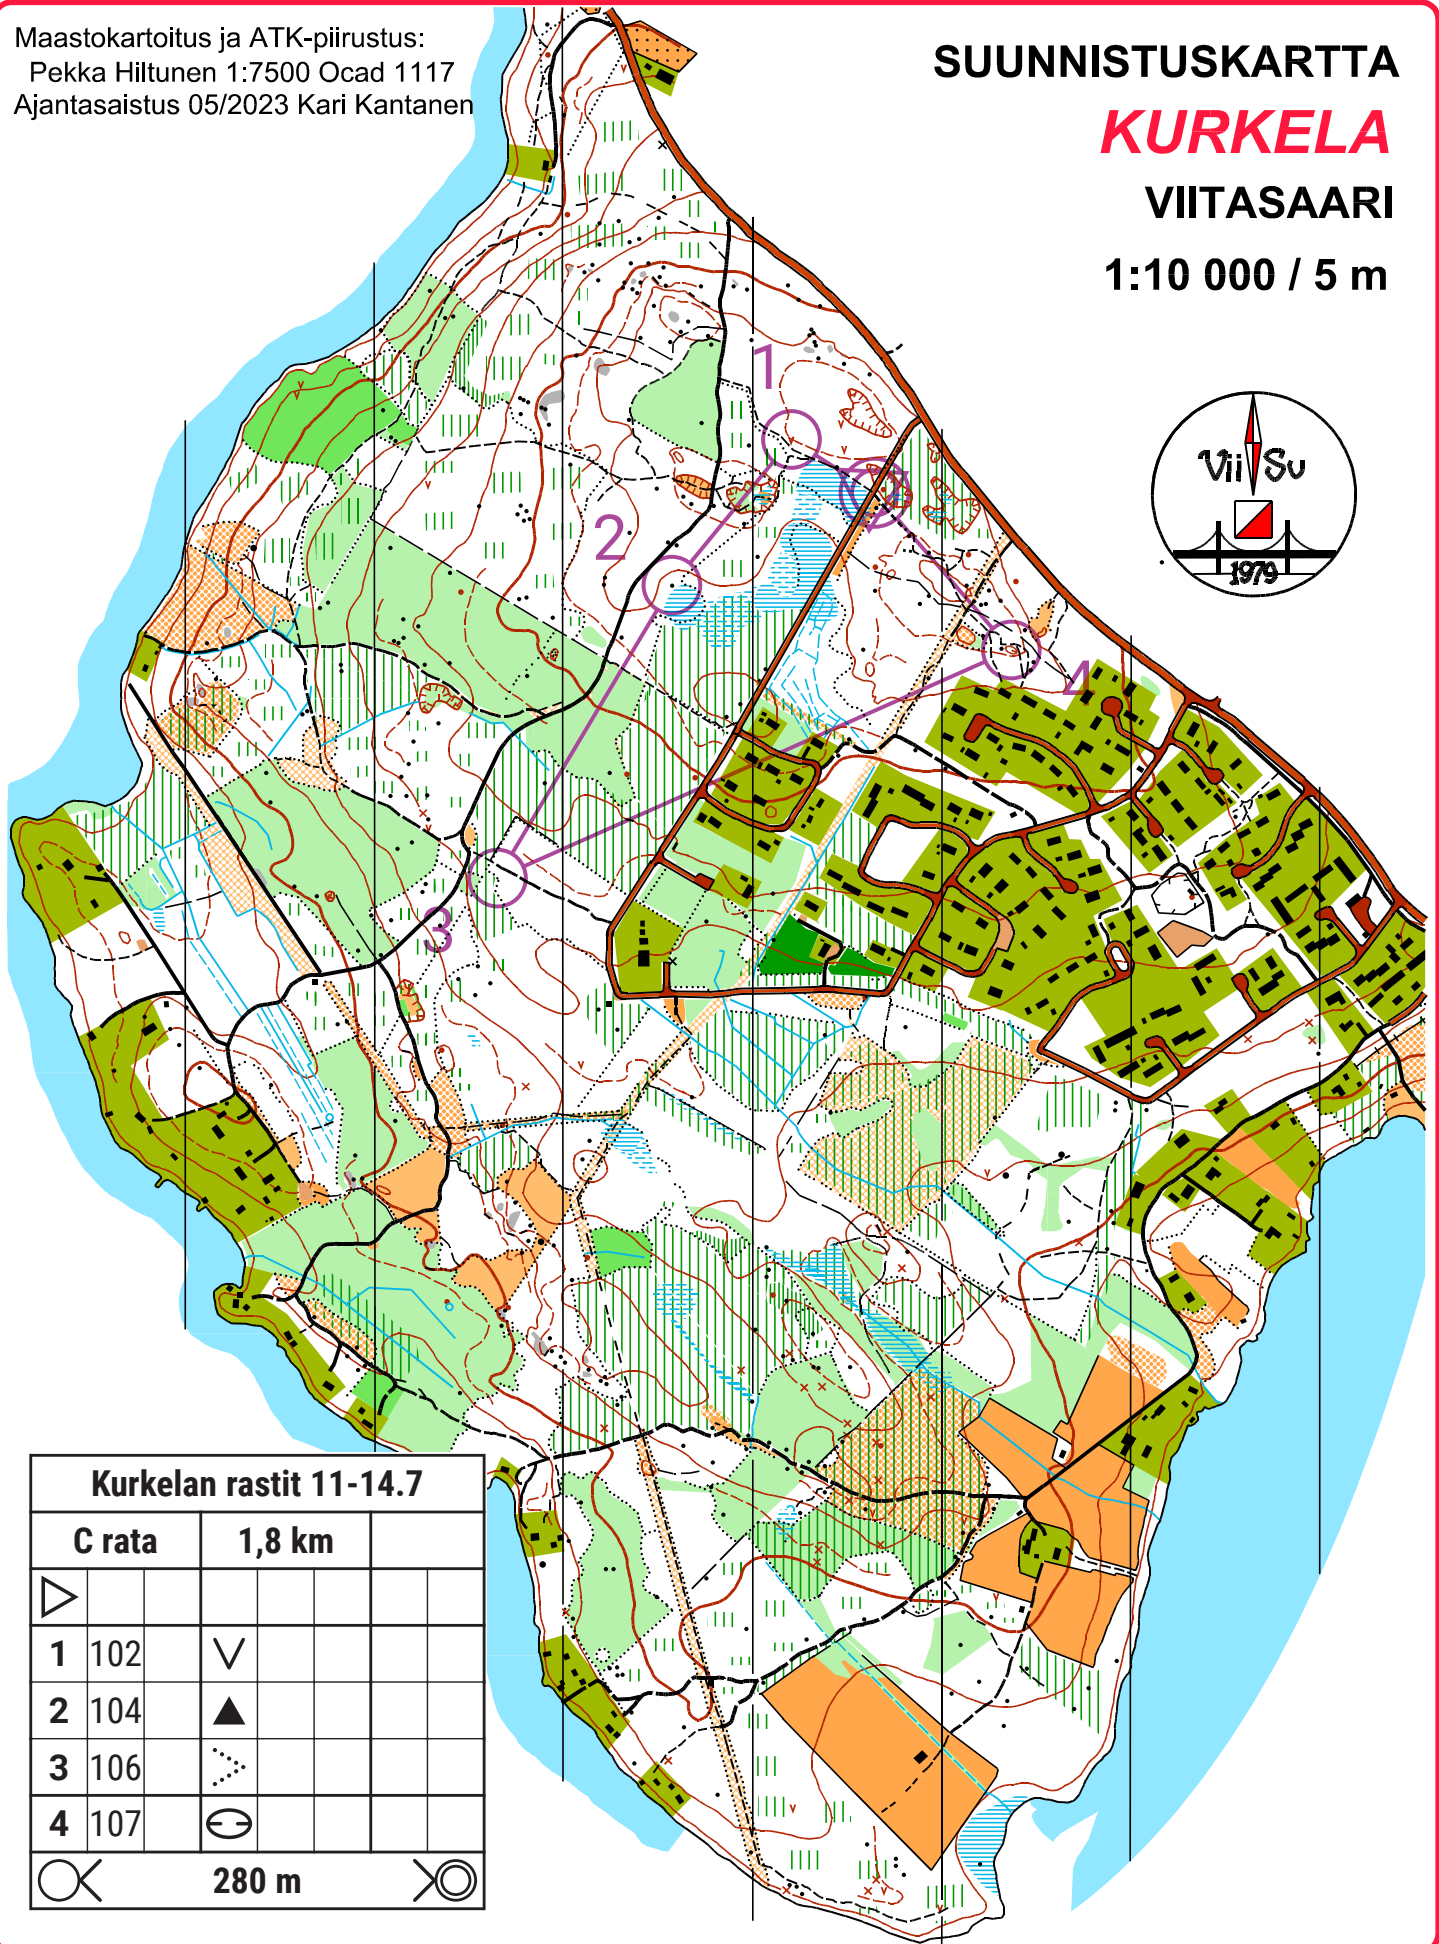 Maastokartoitus ja ATK-piirustus:
Pekka Hiltunen 1:7500 Ocad 1117
Ajantasaistus 05/2023 Kari Kantanen
SUUNNISTUSKARTTA
KURKELA
VIITASAARI
1:10 000 / 5 m
Vii Su
1979
1
2
3
4
Kurkelan rastit 11-14.7
C rata 1,8 km
1 102
2 104
3 106
4 107
280 m